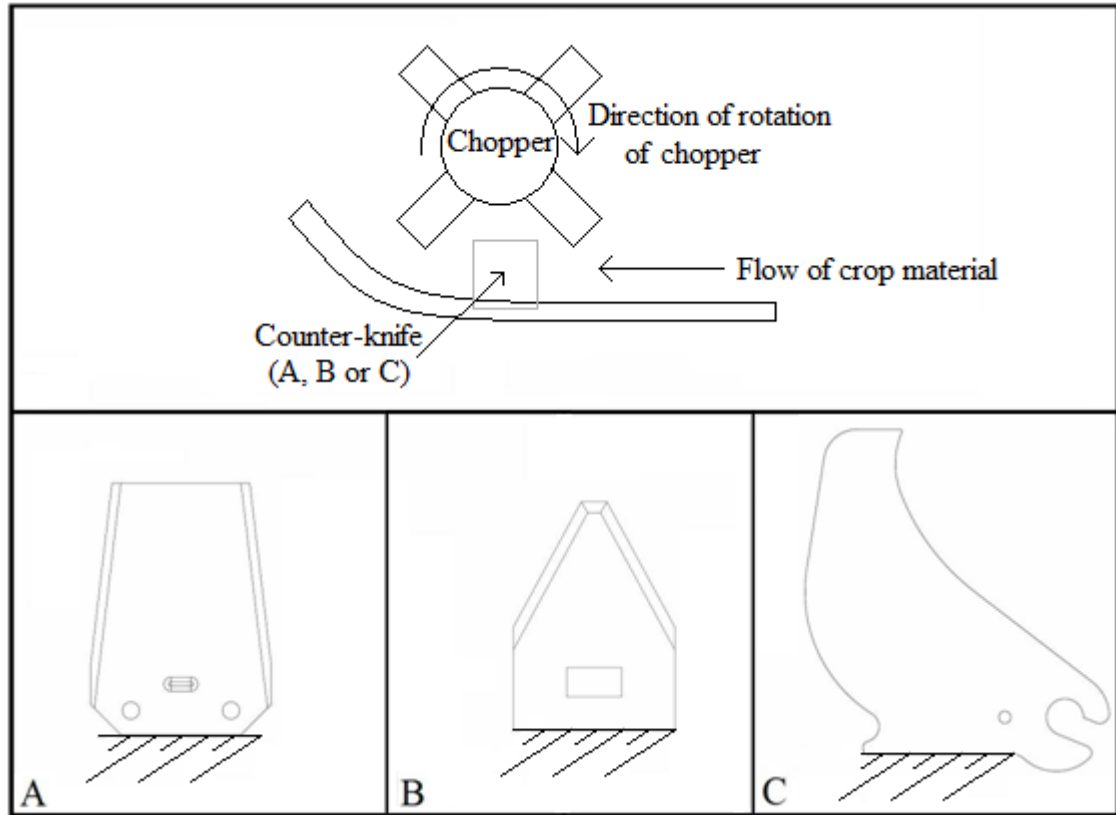 Chopper
Direction of rotation
of chopper
Flow of crop material
Counter-knife
(A, B or C)
A
B
C